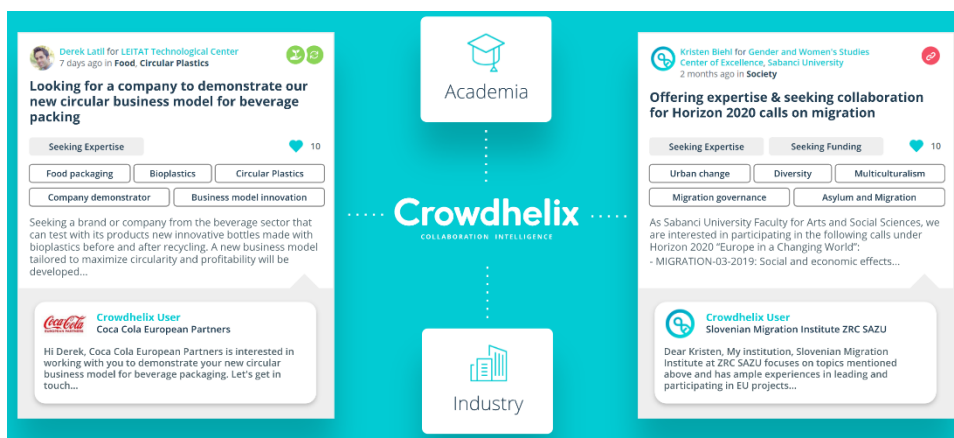 Derek Latil for LEITAT Technological Center
7 days ago in Food, Circular Plastics
Looking for a company to demonstrate our
new circular business model for beverage
packing
Seeking Expertise
10
Food packaging
Bioplastics
Circular Plastics
Company demonstrator
Business model innovation
Seeking a brand or company from the beverage sector that
can test with its products new innovative bottles made with
bioplastics before and after recycling. A new business model
tailored to maximize circularity and profitability will be
developed...
Coca-Cola
EUROPEAN PARTNERS
Crowdhelix User
Coca Cola European Partners
Hi Derek, Coca Cola European Partners is interested in
working with you to demonstrate your new circular
business model for beverage packaging. Let's get in
touch...
Academia
Crowdhelix
COLLABORATION INTELLIGENCE
Industry
Kristen Biehl for Gender and Women's Studies
Center of Excellence, Sabanci University
2 months ago in Society
Offering expertise & seeking collaboration
for Horizon 2020 calls on migration
Seeking Expertise
Seeking Funding
10
Urban change
Diversity
Multiculturalism
Migration governance
Asylum and Migration
As Sabanci University Faculty for Arts and Social Sciences, we
are interested in participating in the following calls under
Horizon 2020 "Europe in a Changing World":
- MIGRATION-03-2019: Social and economic effects...
Crowdhelix User
Slovenian Migration Institute ZRC SAZU
Dear Kristen, My institution, Slovenian Migration
Institute at ZRC SAZU focuses on topics mentioned
above and has ample experiences in leading and
participating in EU projects...